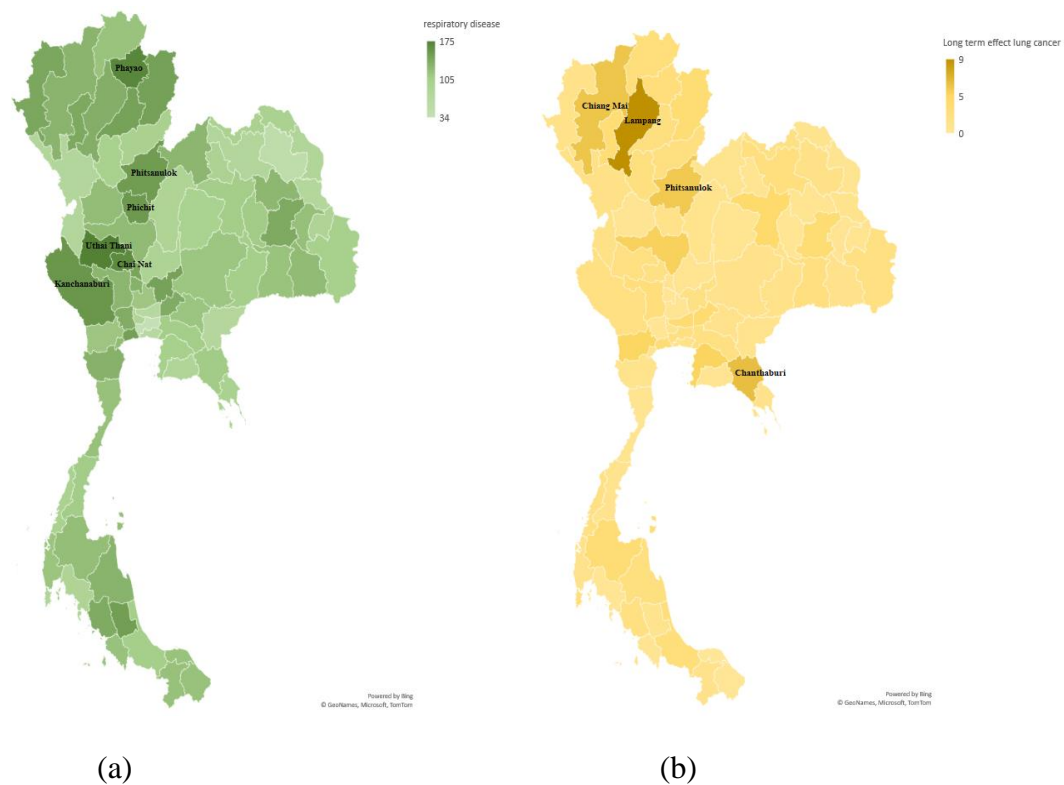 respiratory disease
175
105
34
Phayao
Phitsanulok
Phichit
Uthai Thani
Chai Nat
Kanchanaburi
Powered by Bing
© GeoNames, Microsoft, TomTom
(a)
Long term effect lung cancer
9
5
0
Chiang Mai
Lampang
Phitsanulok
Chanthaburi
Powered by Bing
© GeoNames, Microsoft, TomTom
(b)